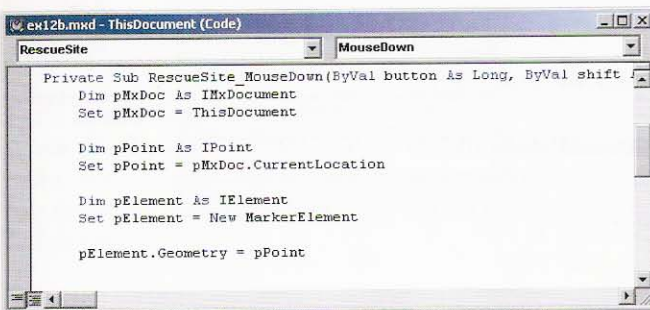 ex12b.mxd - ThisDocument (Code)
RescueSite MouseDown
Private Sub RescueSite_MouseDown(ByVal button As Long, ByVal shift
Dim pMxDoc As IMxDocument
Set pMxDoc = ThisDocument
Dim pPoint As IPoint
Set pPoint = pMxDoc.CurrentLocation
Dim pElement As IElement
Set pElement = New MarkerElement
pElement.Geometry = pPoint